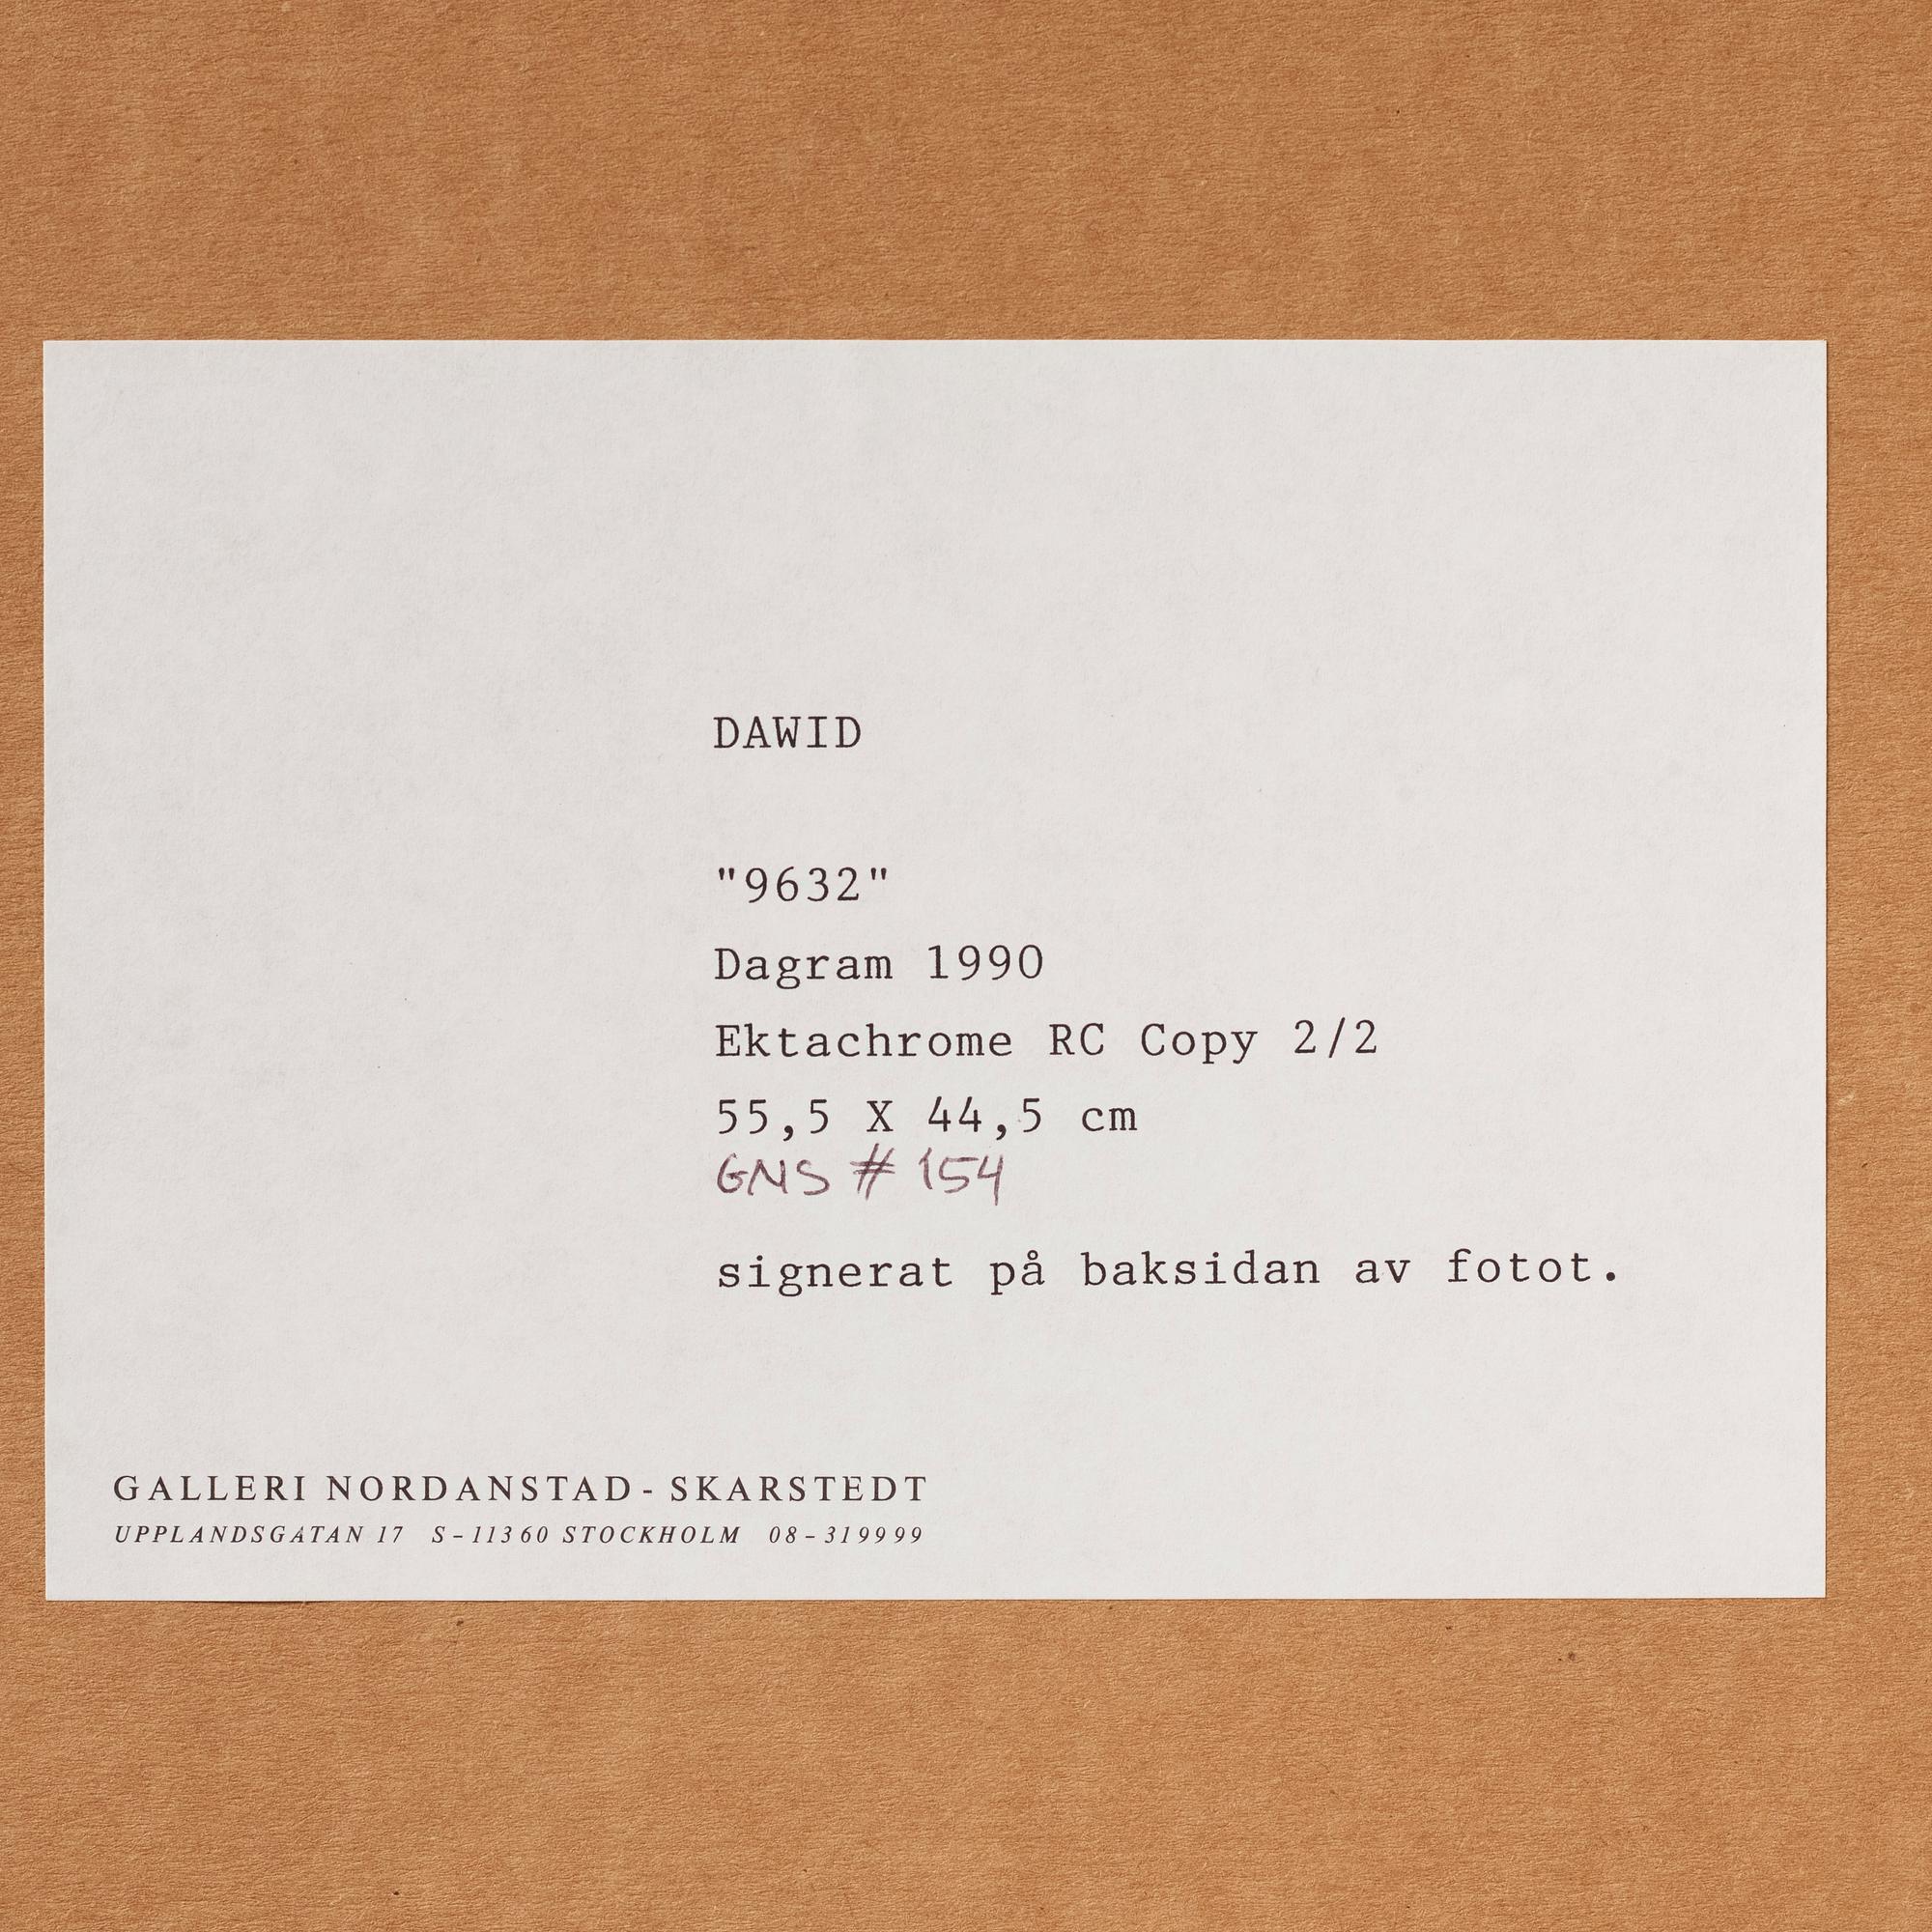 DAWID
"9632"
Dagram 1990
Ektachrome RC Copy 2/2
55,5 X 44,5 cm
GNS # 154
signerat på baksidan av fotot.
GALLERI NORDANSTAD-SKARSTEDT
UPPLANDSGATAN 17 S-11360 STOCKHOLM 08-319999